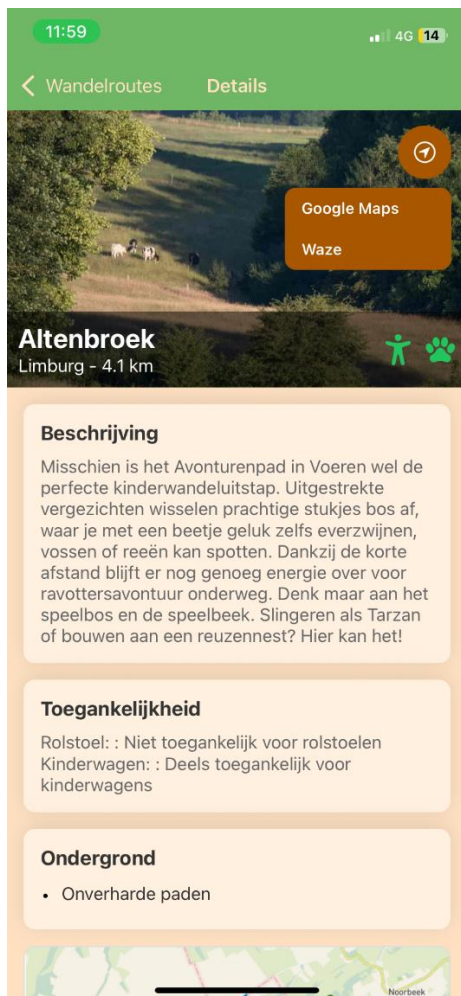 11:59
4G 14
Wandelroutes Details
Google Maps
Waze
Altenbroek
Limburg - 4.1 km
Beschrijving
Misschien is het Avonturenpad in Voeren wel de
perfecte kinderwandeluitstap. Uitgestrekte
vergezichten wisselen prachtige stukjes bos af,
waar je met een beetje geluk zelfs everzwijnen,
vossen of reeën kan spotten. Dankzij de korte
afstand blijft er nog genoeg energie over voor
ravottersavontuur onderweg. Denk maar aan het
speelbos en de speelbeek. Slingeren als Tarzan
of bouwen aan een reuzennest? Hier kan het!
Toegankelijkheid
Rolstoel: : Niet toegankelijk voor rolstoelen
Kinderwagen: : Deels toegankelijk voor
kinderwagens
Ondergrond
• Onverharde paden
Noorbeek